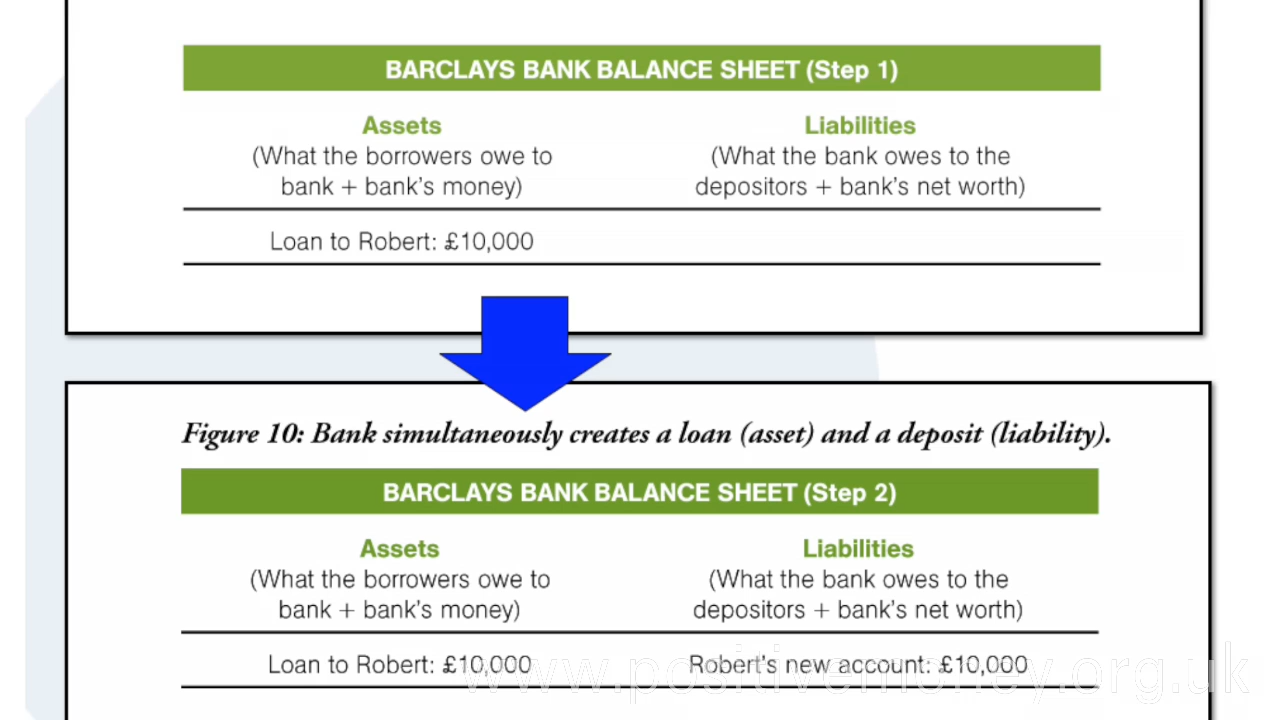 BARCLAYS BANK BALANCE SHEET (Step 1)
Assets Liabilities
(What the borrowers owe to (What the bank owes to the
bank + bank's money) depositors + bank's net worth)
Loan to Robert: £10,000
Figure 10: Bank simultaneously creates a loan (asset) and a deposit (liability).
BARCLAYS BANK BALANCE SHEET (Step 2)
Assets Liabilities
(What the borrowers owe to (What the bank owes to the
bank + bank's money) depositors + bank's net worth)
Loan to Robert: £10,000 Robert's new account: £10,000
www.positivemoney.org.uk